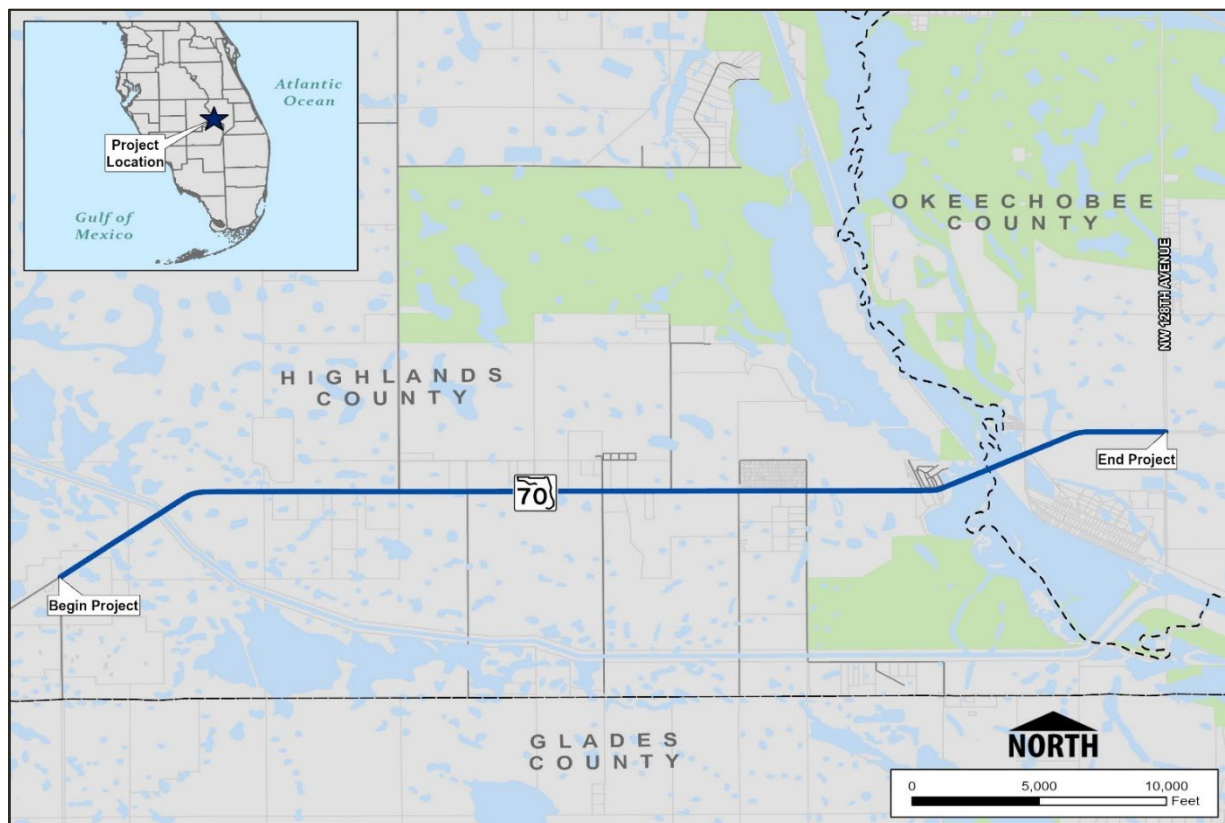 Atlantic
Ocean
Project
Location
Gulf of
Mexico
OKEECHOBEE
COUNTY
NW 128TH AVENUE
HIGHLANDS
COUNTY
End Project
70
Begin Project
GLADES
COUNTY
NORTH
0 5,000 10,000
Feet